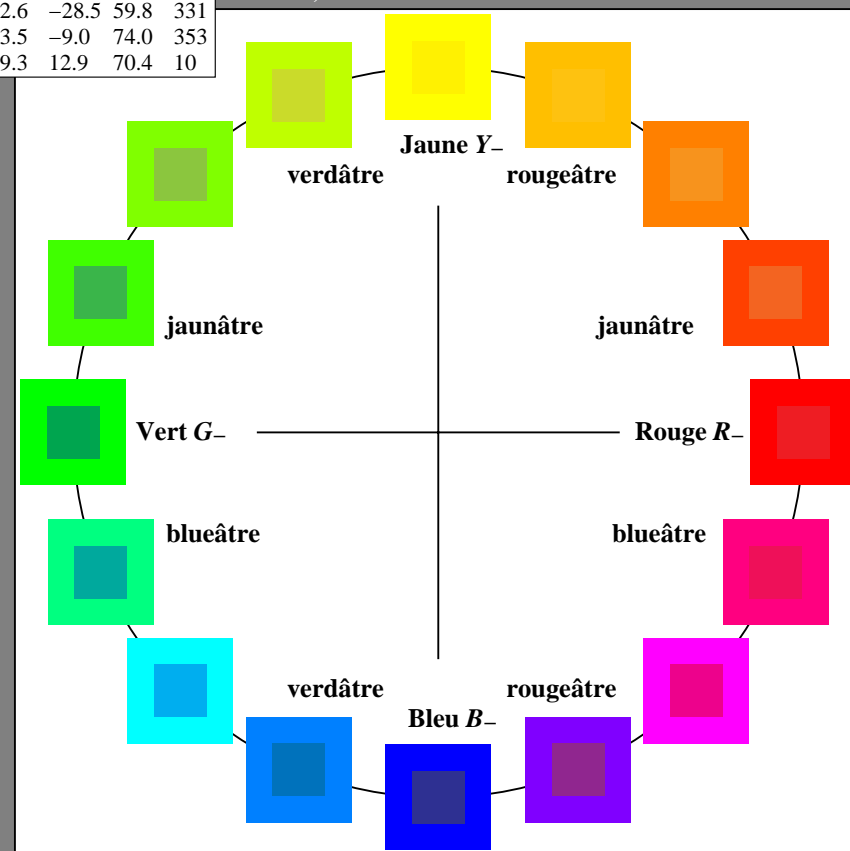 2.6 −28.5 59.8 331
3.5 −9.0 74.0 353
9.3 12.9 70.4 10
Jaune Y−
verdâtre rougeâtre
jaunâtre jaunâtre
Vert G− Rouge R−
blueâtre blueâtre
verdâtre rougeâtre
Bleu B−